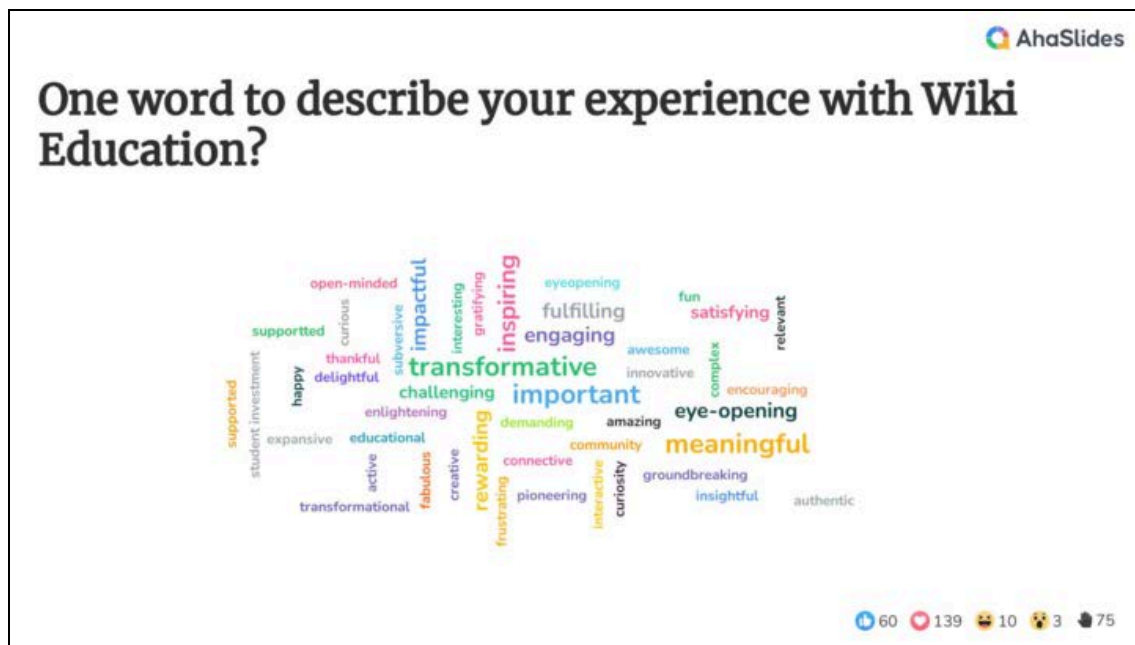 AhaSlides
One word to describe your experience with Wiki
Education?
open-minded
impactful
interesting
gratifying
inspiring
eyeopening
fun
satisfying
relevant
curious
supportted
subversive
fulfilling
engaging
awesome
complex
thankful
transformative
innovative
delightful
happy
student investment
supported
challenging
important
encouraging
enlightening
rewarding
demanding
amazing
eye-opening
expansive
educational
community
meaningful
active
fabulous
creative
connective
interactive
curiosity
groundbreaking
transformational
frustrating
pioneering
insightful
authentic
60 139 10 3 75